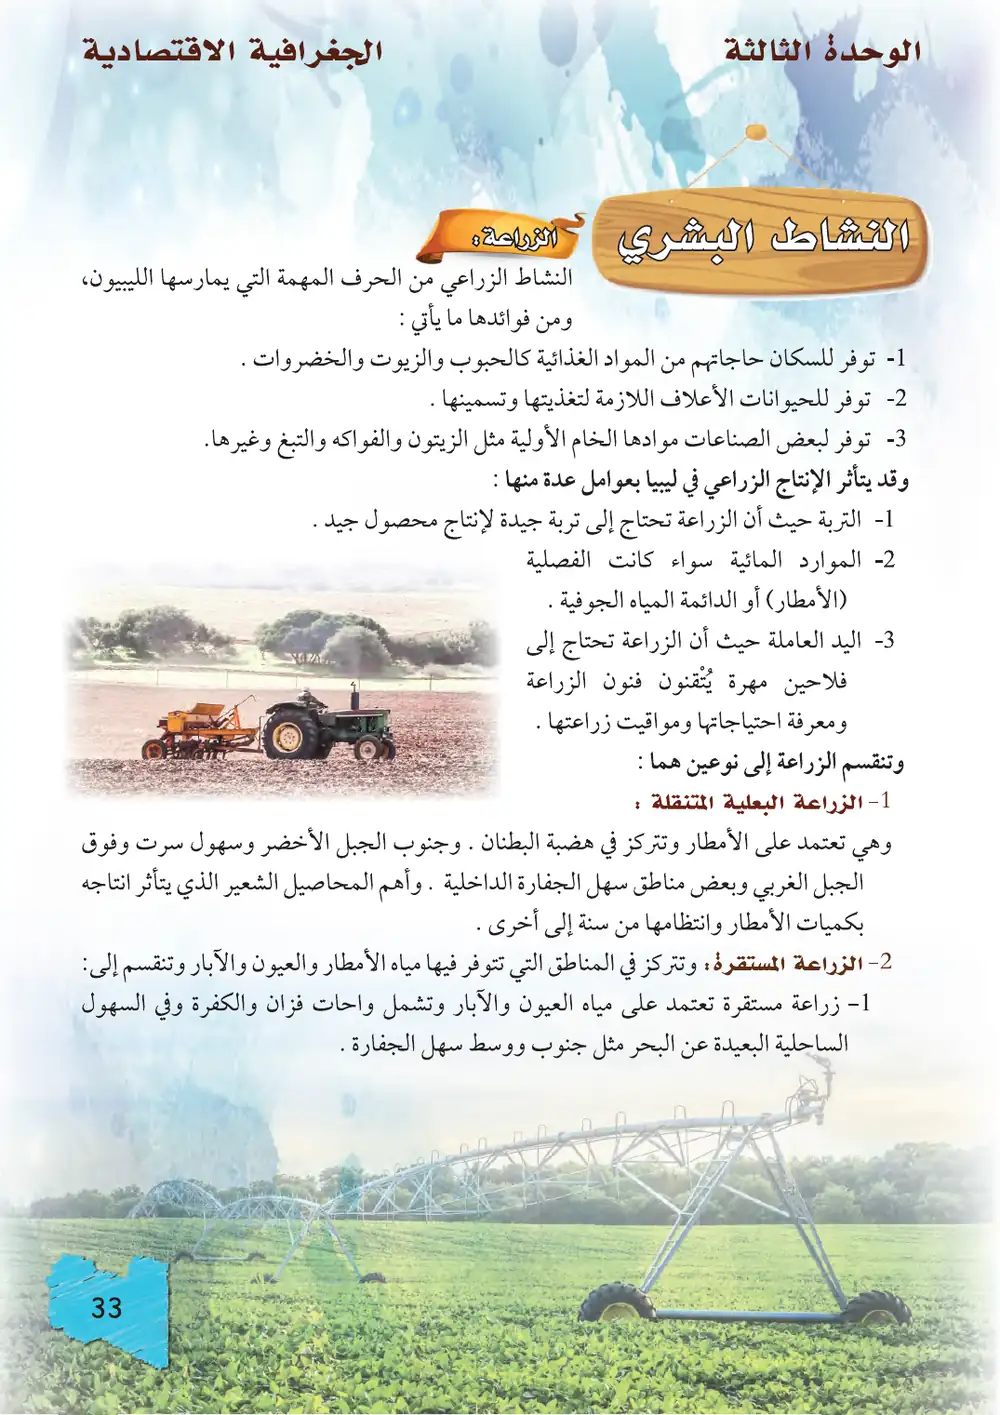 الوحدة الثالثة
الجغرافية الاقتصادية
النشاط البشري
الزراعة :
النشاط الزراعي من الحرف المهمة التي يمارسها الليبيون،
ومن فوائدها ما يأتي :
1- توفر للسكان حاجاتهم من المواد الغذائية كالحبوب والزيوت والخضروات .
2- توفر للحيوانات الأعلاف اللازمة لتغذيتها وتسمينها .
3- توفر لبعض الصناعات موادها الخام الأولية مثل الزيتون والفواكه والتبغ وغيرها.
وقد يتأثر الإنتاج الزراعي في ليبيا بعوامل عدة منها :
1- التربة حيث أن الزراعة تحتاج إلى تربة جيدة لإنتاج محصول جيد .
2- الموارد المائية سواء كانت الفصلية
(الأمطار) أو الدائمة المياه الجوفية .
3- اليد العاملة حيث أن الزراعة تحتاج إلى
فلاحين مهرة يُتْقنون فنون الزراعة
ومعرفة احتياجاتها ومواقيت زراعتها .
وتنقسم الزراعة إلى نوعين هما :
1- الزراعة البعلية المتنقلة :
وهي تعتمد على الأمطار وتتركز في هضبة البطنان . وجنوب الجبل الأخضر وسهول سرت وفوق
الجبل الغربي وبعض مناطق سهل الجفارة الداخلية . وأهم المحاصيل الشعير الذي يتأثر انتاجه
بكميات الأمطار وانتظامها من سنة إلى أخرى .
2- الزراعة المستقرة: وتتركز في المناطق التي تتوفر فيها مياه الأمطار والعيون والآبار وتنقسم إلى:
1- زراعة مستقرة تعتمد على مياه العيون والآبار وتشمل واحات فزان والكفرة وفي السهول
الساحلية البعيدة عن البحر مثل جنوب ووسط سهل الجفارة .
33